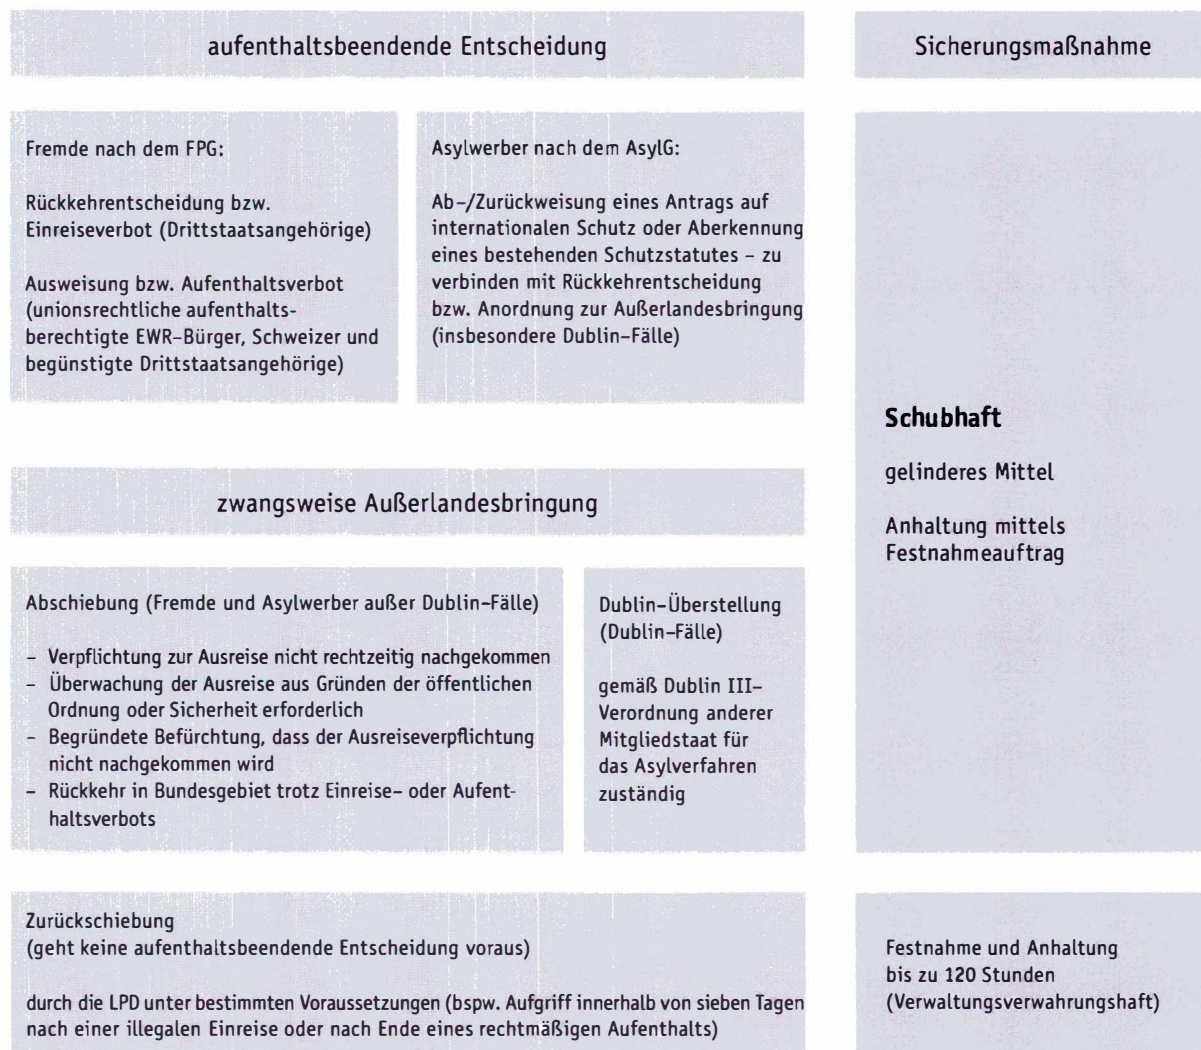 aufenthaltsbeendende Entscheidung
Sicherungsmaßnahme
Fremde nach dem FPG:
Rückkehrentscheidung bzw.
Einreiseverbot (Drittstaatsangehörige)
Ausweisung bzw. Aufenthaltsverbot
(unionsrechtliche aufenthalts-
berechtigte EWR-Bürger, Schweizer und
begünstigte Drittstaatsangehörige)
Asylwerber nach dem AsylG:
Ab-/Zurückweisung eines Antrags auf
internationalen Schutz oder Aberkennung
eines bestehenden Schutzstatutes – zu
verbinden mit Rückkehrentscheidung
bzw. Anordnung zur Außerlandesbringung
(insbesondere Dublin-Fälle)
Schubhaft
gelinderes Mittel
Anhaltung mittels
Festnahmeauftrag
zwangsweise Außerlandesbringung
Abschiebung (Fremde und Asylwerber außer Dublin-Fälle)
– Verpflichtung zur Ausreise nicht rechtzeitig nachgekommen
– Überwachung der Ausreise aus Gründen der öffentlichen
Ordnung oder Sicherheit erforderlich
– Begründete Befürchtung, dass der Ausreiseverpflichtung
nicht nachgekommen wird
– Rückkehr in Bundesgebiet trotz Einreise- oder Aufent-
haltsverbots
Dublin-Überstellung
(Dublin-Fälle)
gemäß Dublin III-
Verordnung anderer
Mitgliedstaat für
das Asylverfahren
zuständig
Zurückschiebung
(geht keine aufenthaltsbeendende Entscheidung voraus)
durch die LPD unter bestimmten Voraussetzungen (bspw. Aufgriff innerhalb von sieben Tagen
nach einer illegalen Einreise oder nach Ende eines rechtmäßigen Aufenthalts)
Festnahme und Anhaltung
bis zu 120 Stunden
(Verwaltungsverwahrungshaft)